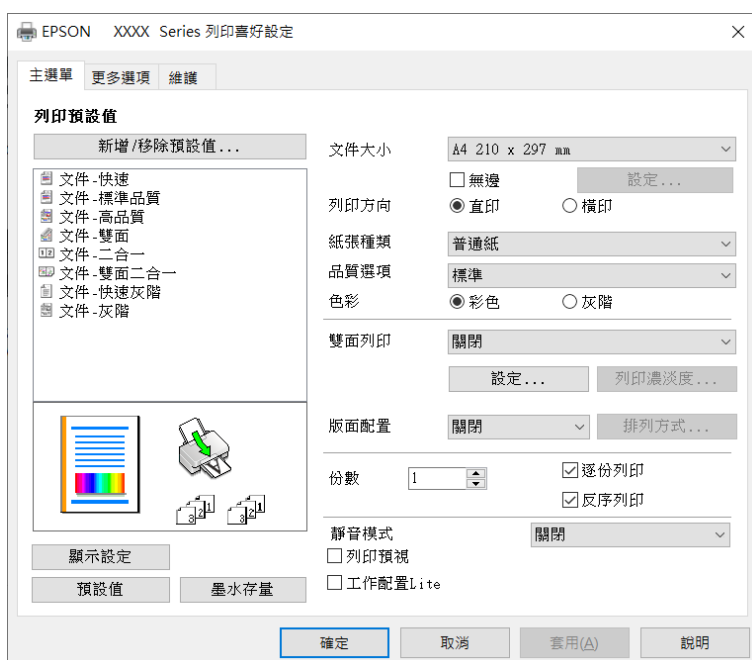 EPSON XXXX Series 列印喜好設定
主選單 更多選項 維護
列印預設值
新增/移除預設值...
文件-快速
文件-標準品質
文件-高品質
文件-雙面
文件-二合一
文件-雙面二合一
文件-快速灰階
文件-灰階
顯示設定
預設值 墨水存量
文件大小 A4 210 x 297 mm
無邊 設定...
列印方向 直印 橫印
紙張種類 普通紙
品質選項 標準
色彩 彩色 灰階
雙面列印 關閉
設定... 列印濃淡度...
版面配置 關閉 排列方式...
份數 1 逐份列印
反序列印
靜音模式 關閉
列印預視
工作配置Lite
確定 取消 套用(A) 說明